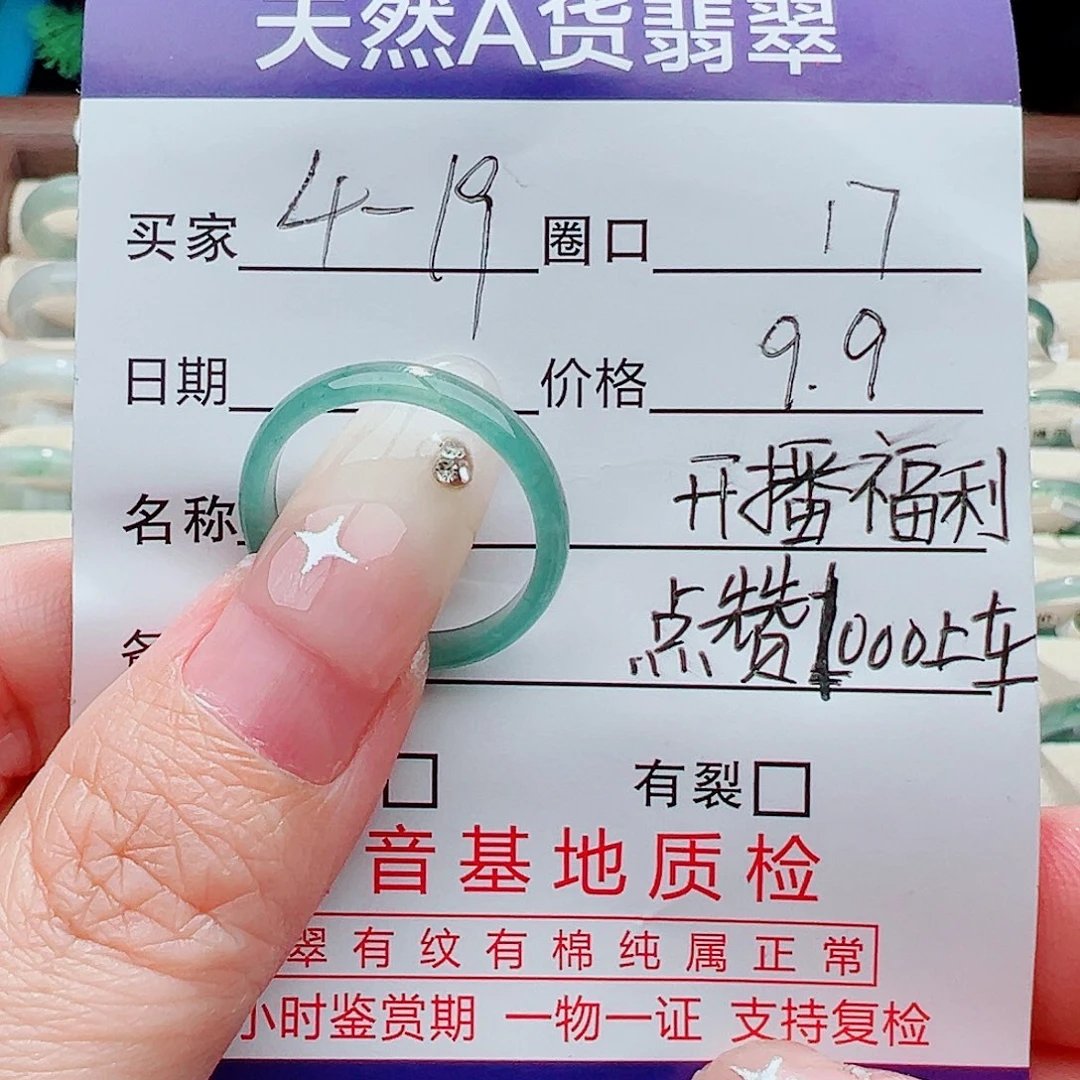 天然A货翡翠
买家 4-19 圈口 17
日期 价格 9.9
名称 开播福利
点赞1000上车
有裂
音基地质检
翠有纹有棉纯属正常
小时鉴赏期 一物一证 支持复检